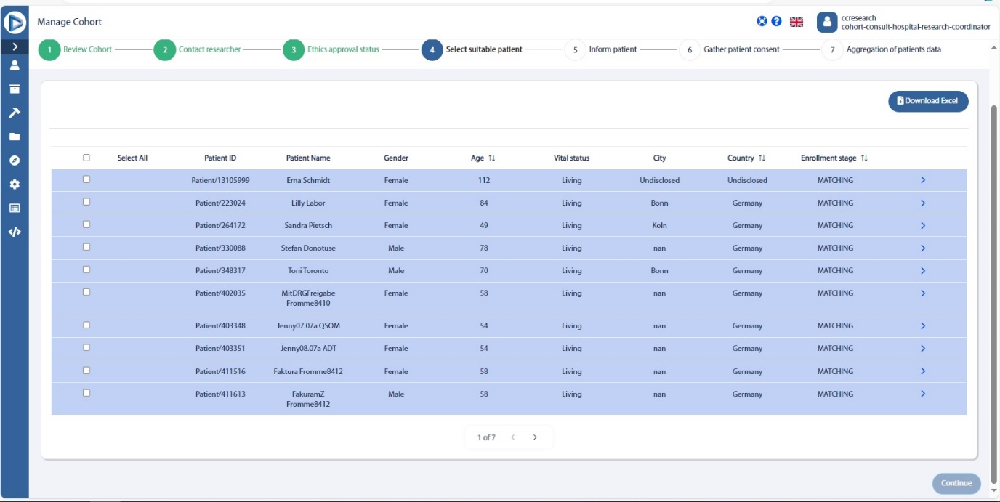 Manage Cohort
ccresearch
cohort-consult-hospital-research-coordinator
1 Review Cohort 2 Contact researcher 3 Ethics approval status 4 Select suitable patient 5 Inform patient 6 Gather patient consent 7 Aggregation of patients data
Download Excel
Select All Patient ID Patient Name Gender Age Vital status City Country Enrollment stage
Patient/13105999 Erna Schmidt Female 112 Living Undisclosed Undisclosed MATCHING
Patient/223024 Lilly Labor Female 84 Living Bonn Germany MATCHING
Patient/264172 Sandra Pietsch Female 49 Living Koln Germany MATCHING
Patient/330088 Stefan Donotuse Male 78 Living nan Germany MATCHING
Patient/348317 Toni Toronto Male 70 Living Bonn Germany MATCHING
Patient/402035 MitDRGFreigabe Female 58 Living nan Germany MATCHING
Fromme8410
Patient/403348 Jenny07.07a QSOM Female 54 Living nan Germany MATCHING
Patient/403351 Jenny08.07a ADT Female 54 Living nan Germany MATCHING
Patient/411516 Faktura Fromme8412 Female 58 Living nan Germany MATCHING
Patient/411613 FakuramZ Male 58 Living nan Germany MATCHING
Fromme8412
1 of 7
Continue